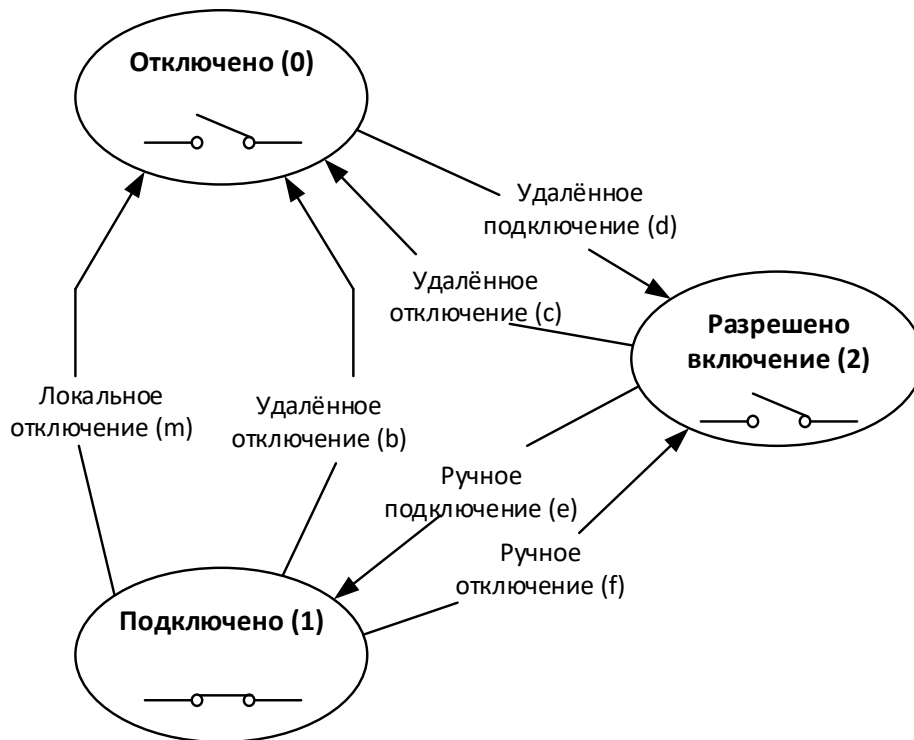 Отключено (0)
Удалённое
подключение (d)
Удалённое
отключение (c)
Разрешено
включение (2)
Локальное
отключение (m)
Удалённое
отключение (b)
Ручное
подключение (e)
Ручное
отключение (f)
Подключено (1)